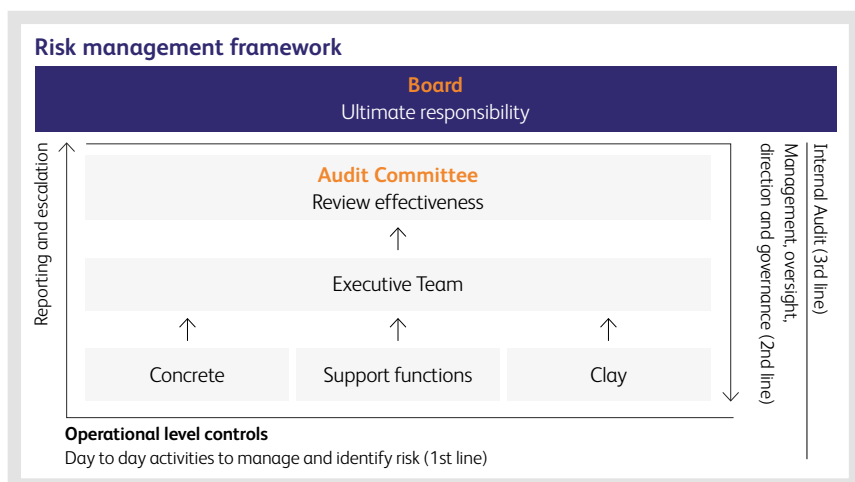 Risk management framework
Board
Ultimate responsibility
Reporting and escalation
Audit Committee
Review effectiveness
Executive Team
Concrete
Support functions
Clay
Management, oversight,
direction and governance (2nd line)
Internal Audit (3rd line)
Operational level controls
Day to day activities to manage and identify risk (1st line)